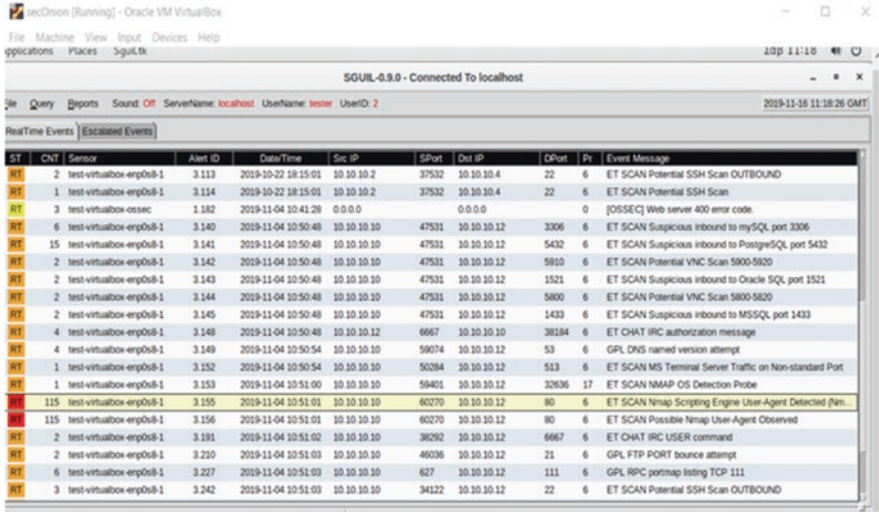 secOnion [Running] - Oracle VM VirtualBox
File Machine View Input Devices Help
Applications Places Sguil.tk 11:18
SGUIL-0.9.0 - Connected To localhost
File Query Reports Sound: Off ServerName: localhost UserName: tester UserID: 2 2019-11-16 11:18:26 GMT
RealTime Events Escalated Events
ST CNT Sensor Alert ID Date/Time Src IP SPort Dst IP DPort Pr Event Message
RT 2 test-virtualbox-enp0s8-1 3.113 2019-10-22 18:15:01 10.10.10.2 37532 10.10.10.4 22 6 ET SCAN Potential SSH Scan OUTBOUND
RT 1 test-virtualbox-enp0s8-1 3.114 2019-10-22 18:15:01 10.10.10.2 37532 10.10.10.4 22 6 ET SCAN Potential SSH Scan
RT 3 test-virtualbox-ossec 1.182 2019-11-04 10:41:28 0.0.0.0 0.0.0.0 0 [OSSEC] Web server 400 error code.
RT 6 test-virtualbox-enp0s8-1 3.140 2019-11-04 10:50:48 10.10.10.10 47531 10.10.10.12 3306 6 ET SCAN Suspicious inbound to mySQL port 3306
RT 15 test-virtualbox-enp0s8-1 3.141 2019-11-04 10:50:48 10.10.10.10 47531 10.10.10.12 5432 6 ET SCAN Suspicious inbound to PostgreSQL port 5432
RT 2 test-virtualbox-enp0s8-1 3.142 2019-11-04 10:50:48 10.10.10.10 47531 10.10.10.12 5910 6 ET SCAN Potential VNC Scan 5900-5920
RT 2 test-virtualbox-enp0s8-1 3.143 2019-11-04 10:50:48 10.10.10.10 47531 10.10.10.12 1521 6 ET SCAN Suspicious inbound to Oracle SQL port 1521
RT 2 test-virtualbox-enp0s8-1 3.144 2019-11-04 10:50:48 10.10.10.10 47531 10.10.10.12 5800 6 ET SCAN Potential VNC Scan 5800-5820
RT 2 test-virtualbox-enp0s8-1 3.145 2019-11-04 10:50:48 10.10.10.10 47531 10.10.10.12 1433 6 ET SCAN Suspicious inbound to MSSQL port 1433
RT 4 test-virtualbox-enp0s8-1 3.148 2019-11-04 10:50:48 10.10.10.12 6667 10.10.10.10 38184 6 ET CHAT IRC authorization message
RT 4 test-virtualbox-enp0s8-1 3.149 2019-11-04 10:50:54 10.10.10.10 59074 10.10.10.12 53 6 GPL DNS named version attempt
RT 1 test-virtualbox-enp0s8-1 3.152 2019-11-04 10:50:54 10.10.10.10 50284 10.10.10.12 513 6 ET SCAN MS Terminal Server Traffic on Non-standard Port
RT 1 test-virtualbox-enp0s8-1 3.153 2019-11-04 10:51:00 10.10.10.10 59401 10.10.10.12 32636 17 ET SCAN NMAP OS Detection Probe
RT 115 test-virtualbox-enp0s8-1 3.155 2019-11-04 10:51:01 10.10.10.10 60270 10.10.10.12 80 6 ET SCAN Nmap Scripting Engine User-Agent Detected (Nm...
RT 115 test-virtualbox-enp0s8-1 3.156 2019-11-04 10:51:01 10.10.10.10 60270 10.10.10.12 80 6 ET SCAN Possible Nmap User-Agent Observed
RT 2 test-virtualbox-enp0s8-1 3.191 2019-11-04 10:51:02 10.10.10.10 38292 10.10.10.12 6667 6 ET CHAT IRC USER command
RT 2 test-virtualbox-enp0s8-1 3.210 2019-11-04 10:51:03 10.10.10.10 46036 10.10.10.12 21 6 GPL FTP PORT bounce attempt
RT 6 test-virtualbox-enp0s8-1 3.227 2019-11-04 10:51:03 10.10.10.10 627 10.10.10.12 111 6 GPL RPC portmap listing TCP 111
RT 3 test-virtualbox-enp0s8-1 3.242 2019-11-04 10:51:03 10.10.10.10 34122 10.10.10.12 22 6 ET SCAN Potential SSH Scan OUTBOUND